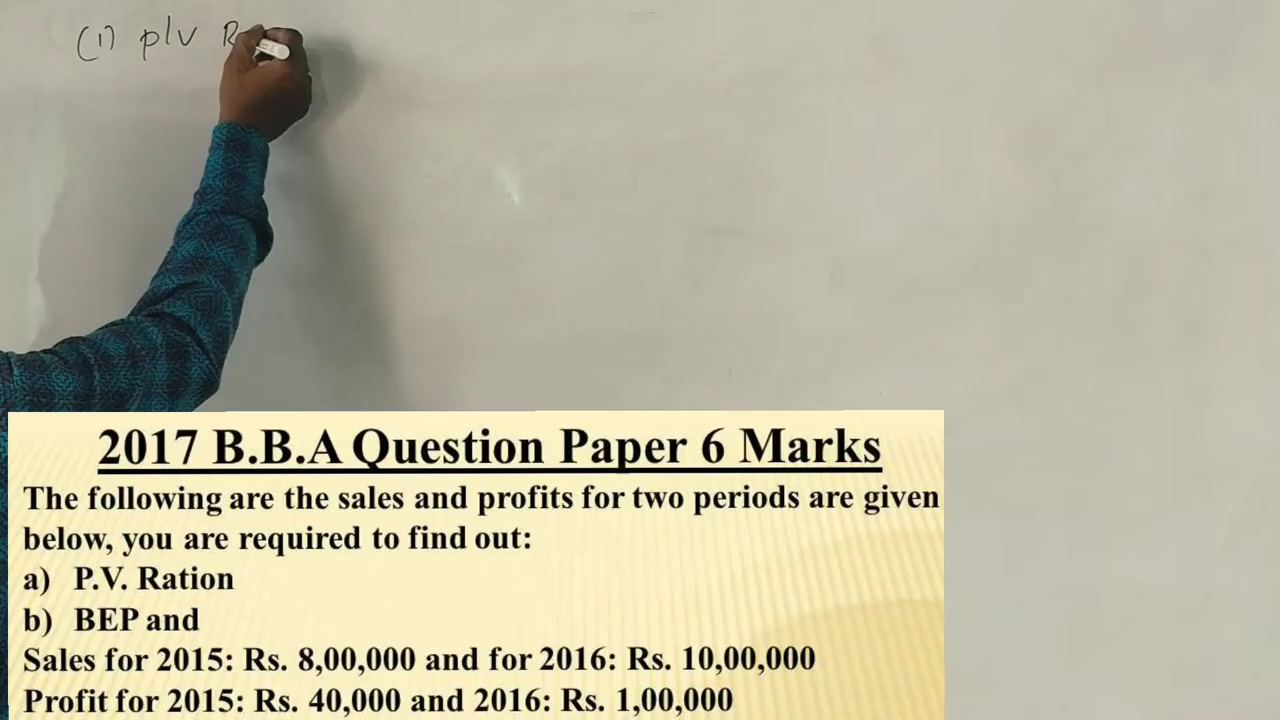 (1) p/v R
2017 B.B.A Question Paper 6 Marks
The following are the sales and profits for two periods are given
below, you are required to find out:
a) P.V. Ration
b) BEP and
Sales for 2015: Rs. 8,00,000 and for 2016: Rs. 10,00,000
Profit for 2015: Rs. 40,000 and 2016: Rs. 1,00,000